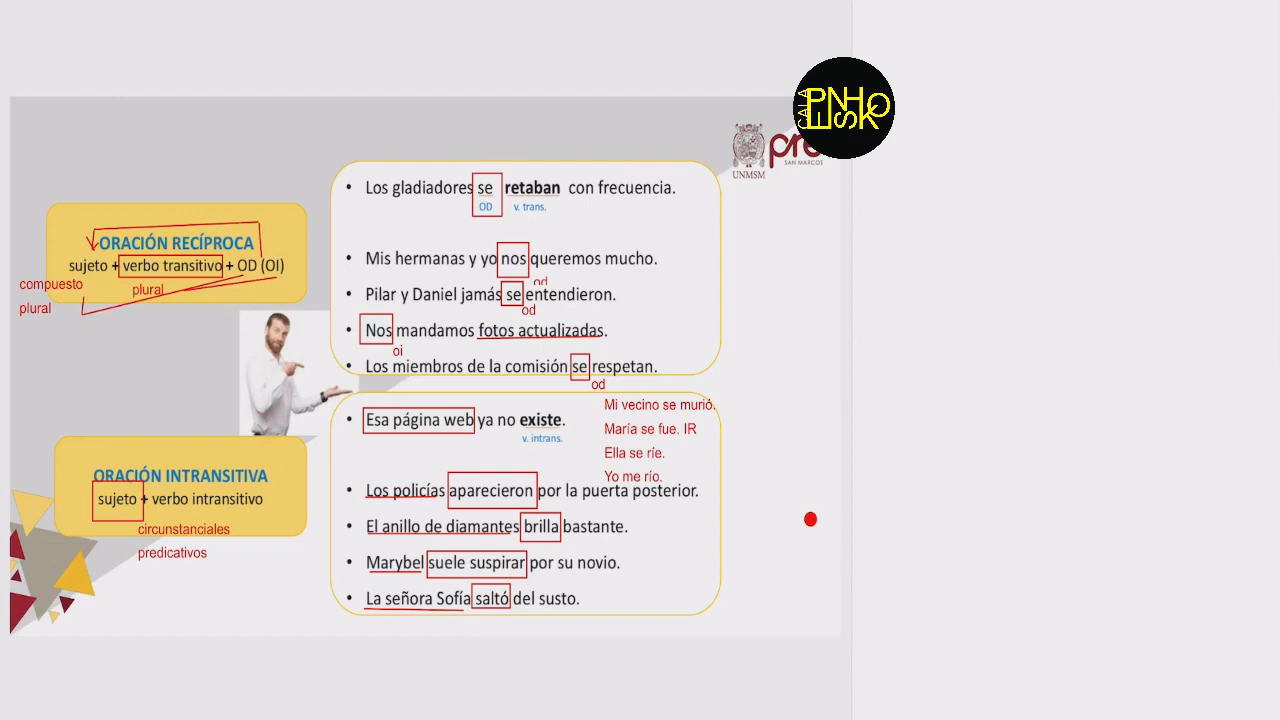 CALA
PENHSKO
pre
SAN MARCOS
UNMSM
ORACIÓN RECÍPROCA
sujeto + verbo transitivo + OD (OI)
compuesto
plural
plural
• Los gladiadores se retaban con frecuencia.
OD v. trans.
• Mis hermanas y yo nos queremos mucho.
od
• Pilar y Daniel jamás se entendieron.
od
• Nos mandamos fotos actualizadas.
oi
• Los miembros de la comisión se respetan.
od
ORACIÓN INTRANSITIVA
sujeto + verbo intransitivo
circunstanciales
predicativos
• Esa página web ya no existe.
v. intrans.
Mi vecino se murió.
María se fue. IR
Ella se ríe.
Yo me río.
• Los policías aparecieron por la puerta posterior.
• El anillo de diamantes brilla bastante.
• Marybel suele suspirar por su novio.
• La señora Sofía saltó del susto.